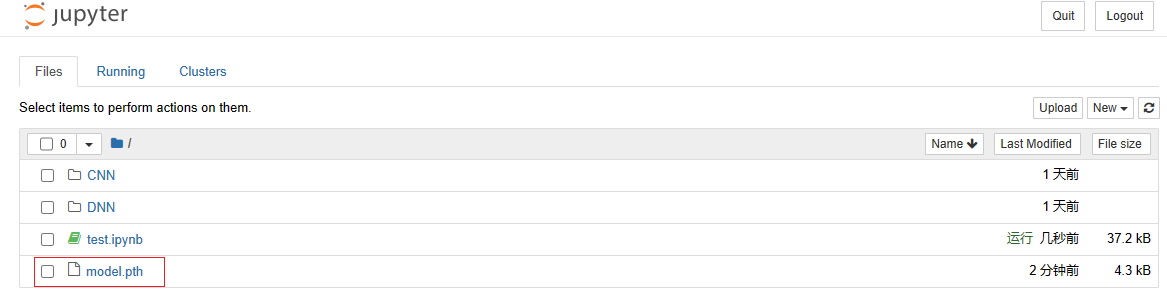 jupyter Quit Logout
Files Running Clusters
Select items to perform actions on them. Upload New
0 / Name Last Modified File size
CNN 1 天前
DNN 1 天前
test.ipynb 运行 几秒前 37.2 kB
model.pth 2 分钟前 4.3 kB